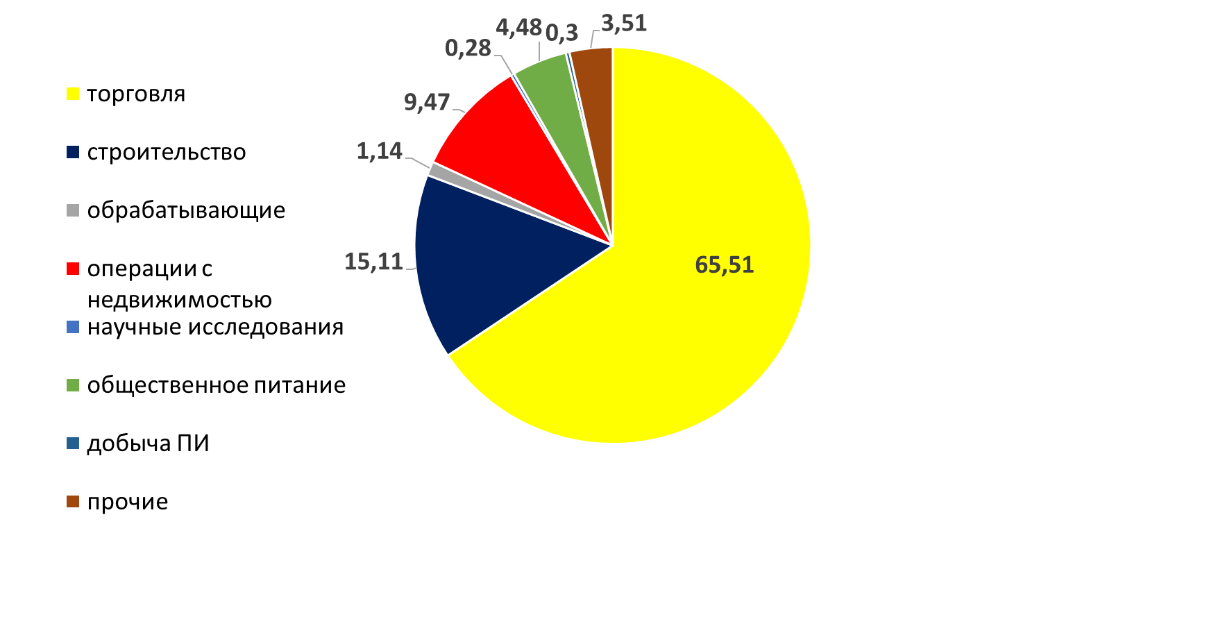 4,48
0,3
3,51
0,28
9,47
1,14
15,11
65,51
торговля
строительство
обрабатывающие
операции с
недвижимостью
научные исследования
общественное питание
добыча ПИ
прочие